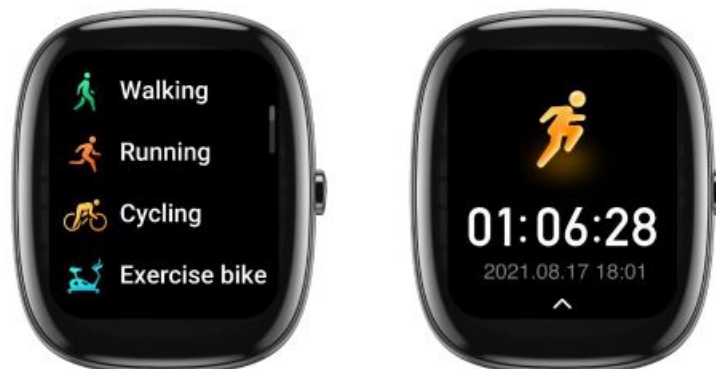 Walking
Running
Cycling
Exercise bike
01:06:28
2021.08.17 18:01